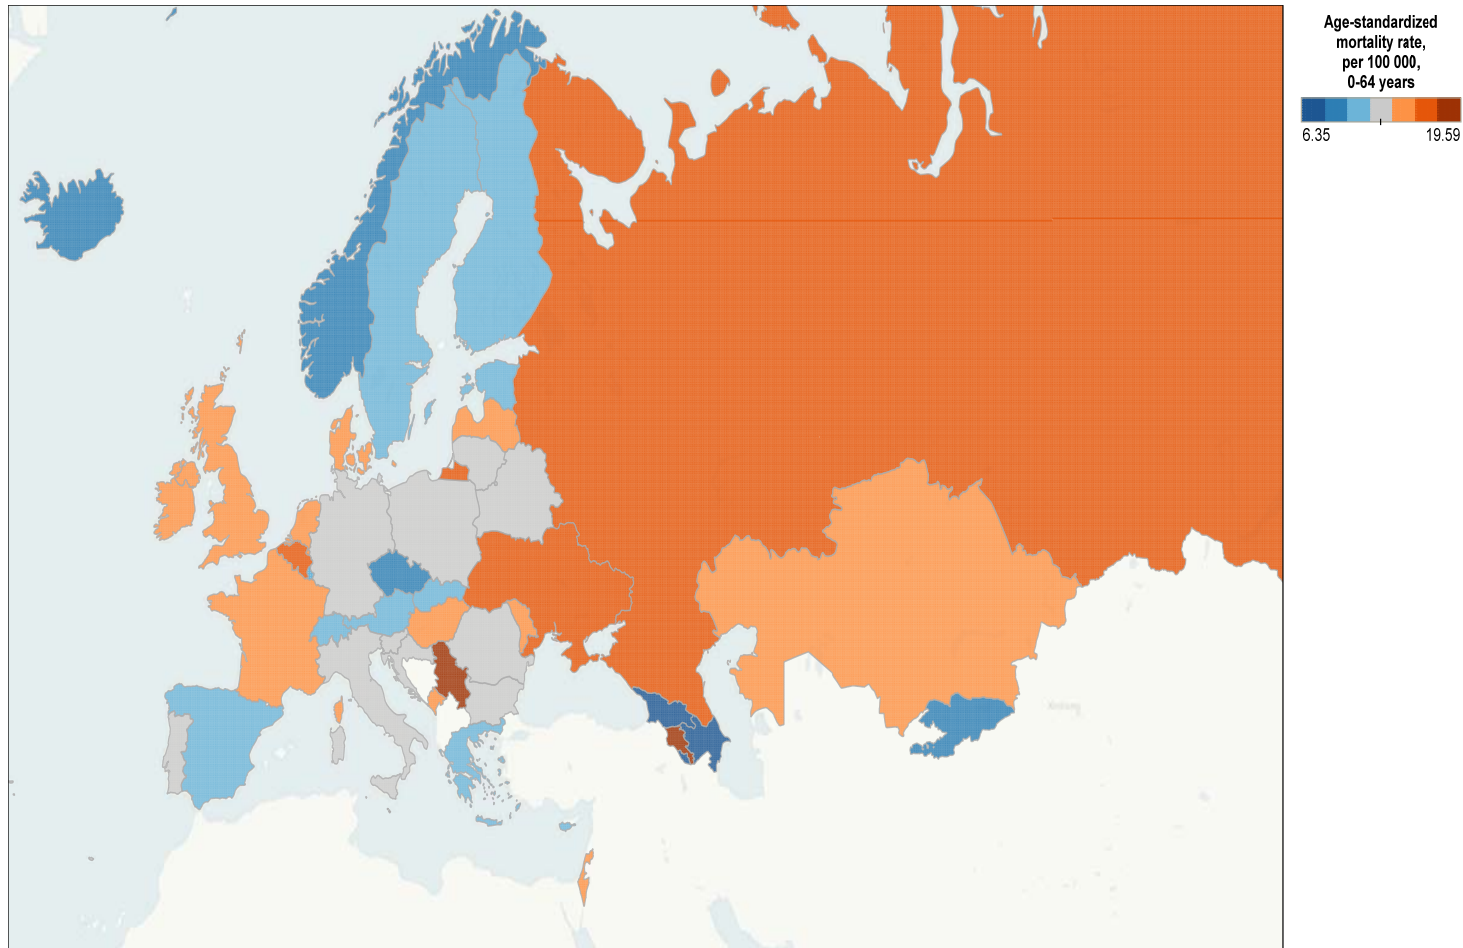 Age-standardized
mortality rate,
per 100 000,
0-64 years
6.35 19.59